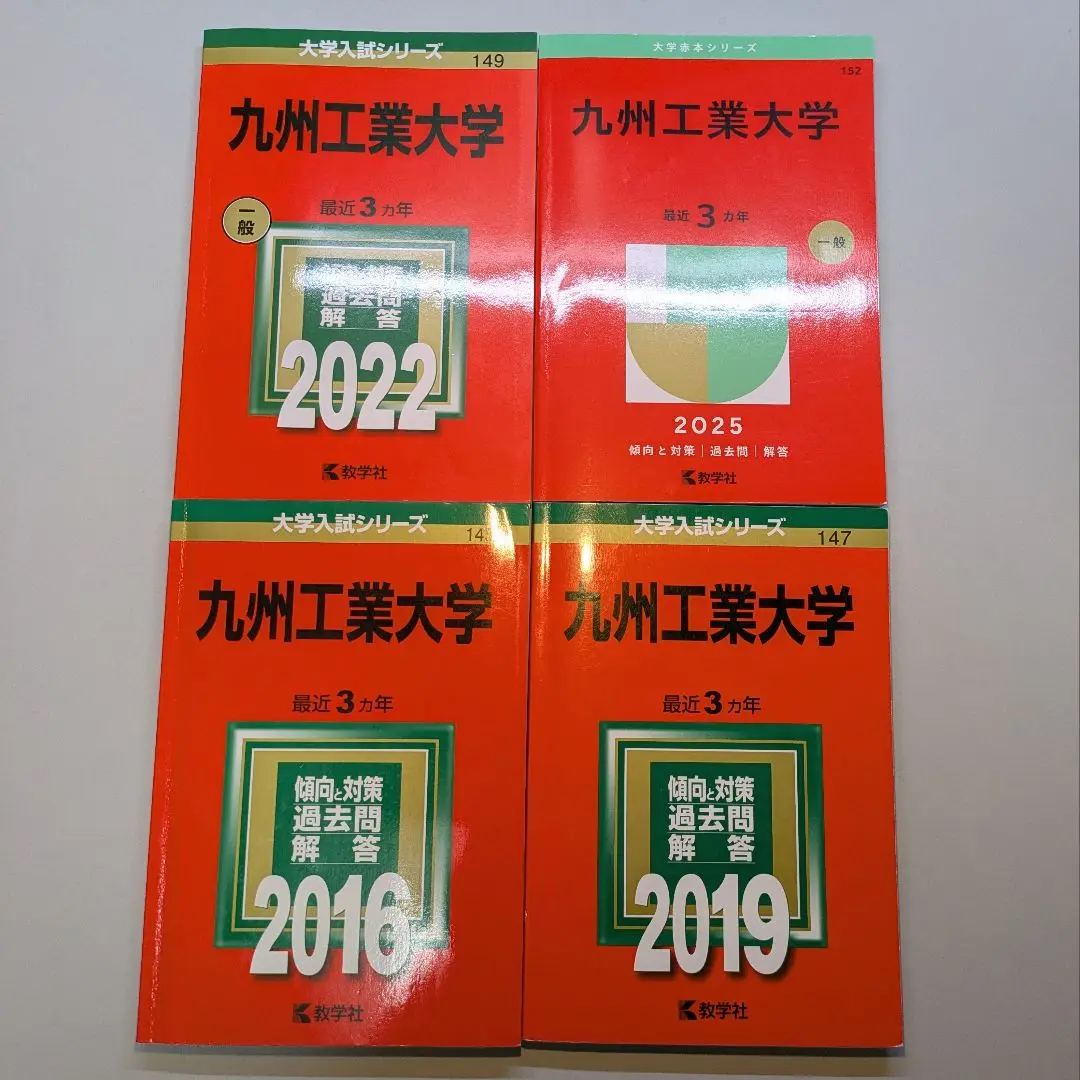 大学入試シリーズ
149
九州工業大学
最近3カ年
一般
過去問
解答
2022
教学社
大学赤本シリーズ
152
九州工業大学
最近3カ年
一般
2025
傾向と対策|過去問|解答
教学社
大学入試シリーズ
九州工業大学
最近3カ年
傾向と対策
過去問
解答
2016
教学社
大学入試シリーズ
147
九州工業大学
最近3カ年
傾向と対策
過去問
解答
2019
教学社